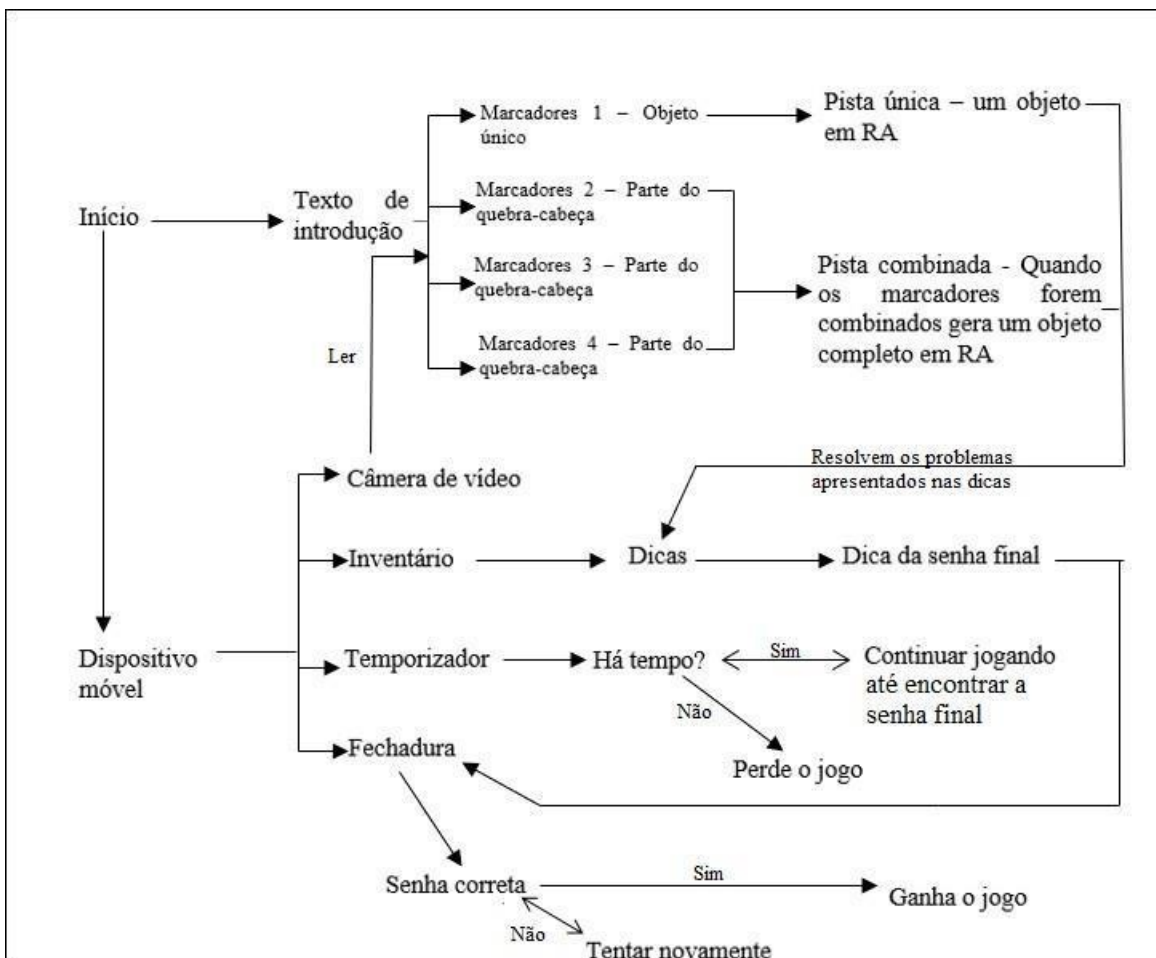 Marcadores 1 – Objeto
único
Pista única – um objeto
em RA
Início
Texto de
introdução
Marcadores 2 – Parte do
quebra-cabeça
Marcadores 3 – Parte do
quebra-cabeça
Marcadores 4 – Parte do
quebra-cabeça
Pista combinada - Quando
os marcadores forem
combinados gera um objeto
completo em RA
Ler
Câmera de vídeo
Resolvem os problemas
apresentados nas dicas
Inventário
Dicas
Dica da senha final
Dispositivo
móvel
Temporizador
Há tempo?
Sim
Continuar jogando
até encontrar a
senha final
Não
Perde o jogo
Fechadura
Senha correta
Sim
Ganha o jogo
Não
Tentar novamente